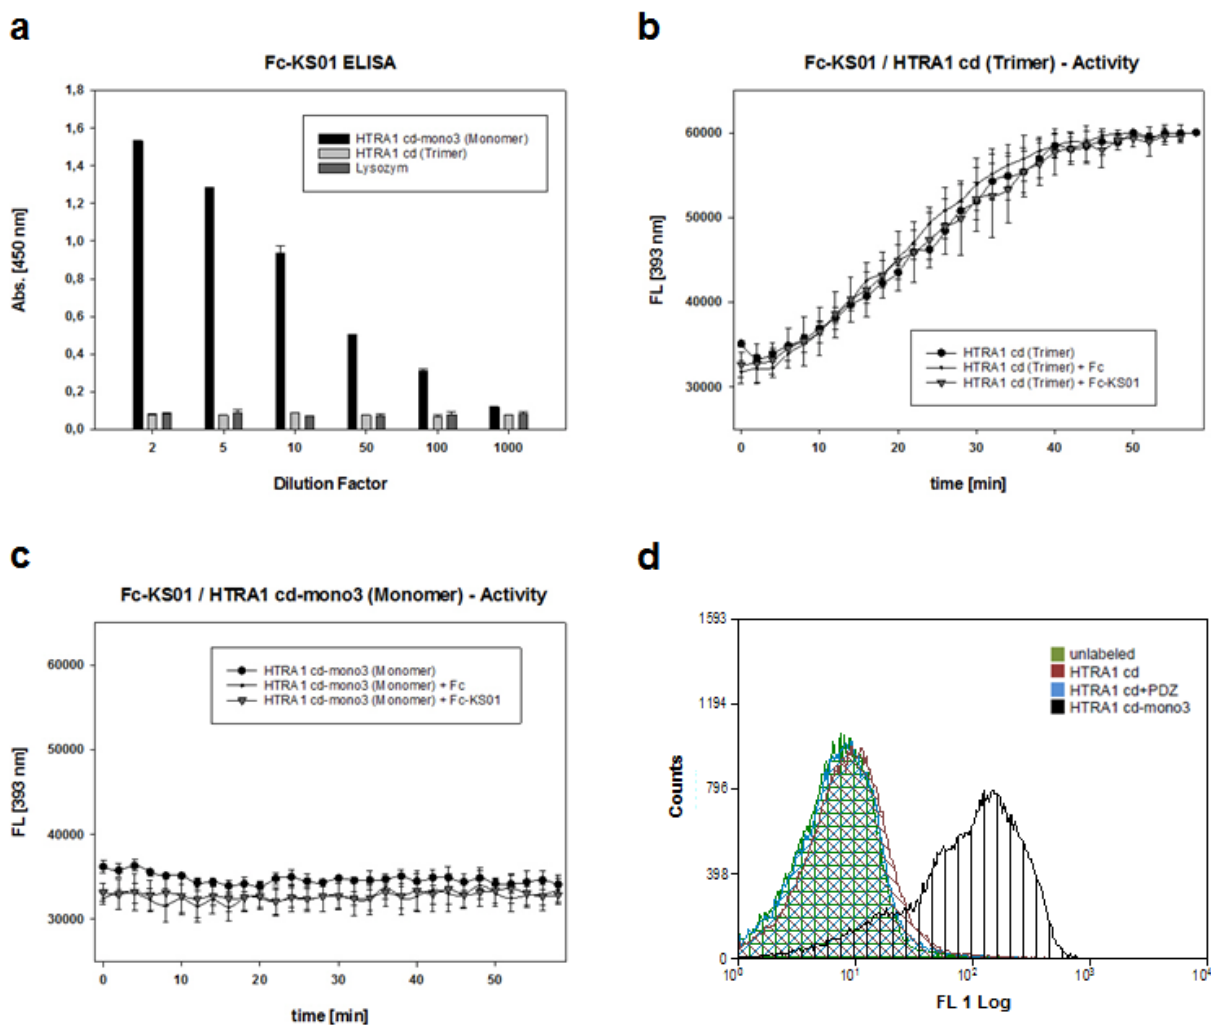 a
Fc-KS01 ELISA
1,8
1,6
1,4
1,2
1,0
0,8
0,6
0,4
0,2
0,0
Abs. [450 nm]
HTRA1 cd-mono3 (Monomer)
HTRA1 cd (Trimer)
Lysozym
2 5 10 50 100 1000
Dilution Factor
b
Fc-KS01 / HTRA1 cd (Trimer) - Activity
60000
50000
40000
30000
FL [393 nm]
HTRA1 cd (Trimer)
HTRA1 cd (Trimer) + Fc
HTRA1 cd (Trimer) + Fc-KS01
0 10 20 30 40 50
time [min]
c
Fc-KS01 / HTRA1 cd-mono3 (Monomer) - Activity
60000
50000
40000
30000
FL [393 nm]
HTRA1 cd-mono3 (Monomer)
HTRA1 cd-mono3 (Monomer) + Fc
HTRA1 cd-mono3 (Monomer) + Fc-KS01
0 10 20 30 40 50
time [min]
d
1593
1194
796
398
0
Counts
unlabeled
HTRA1 cd
HTRA1 cd+PDZ
HTRA1 cd-mono3
10⁰ 10¹ 10² 10³ 10⁴
FL 1 Log